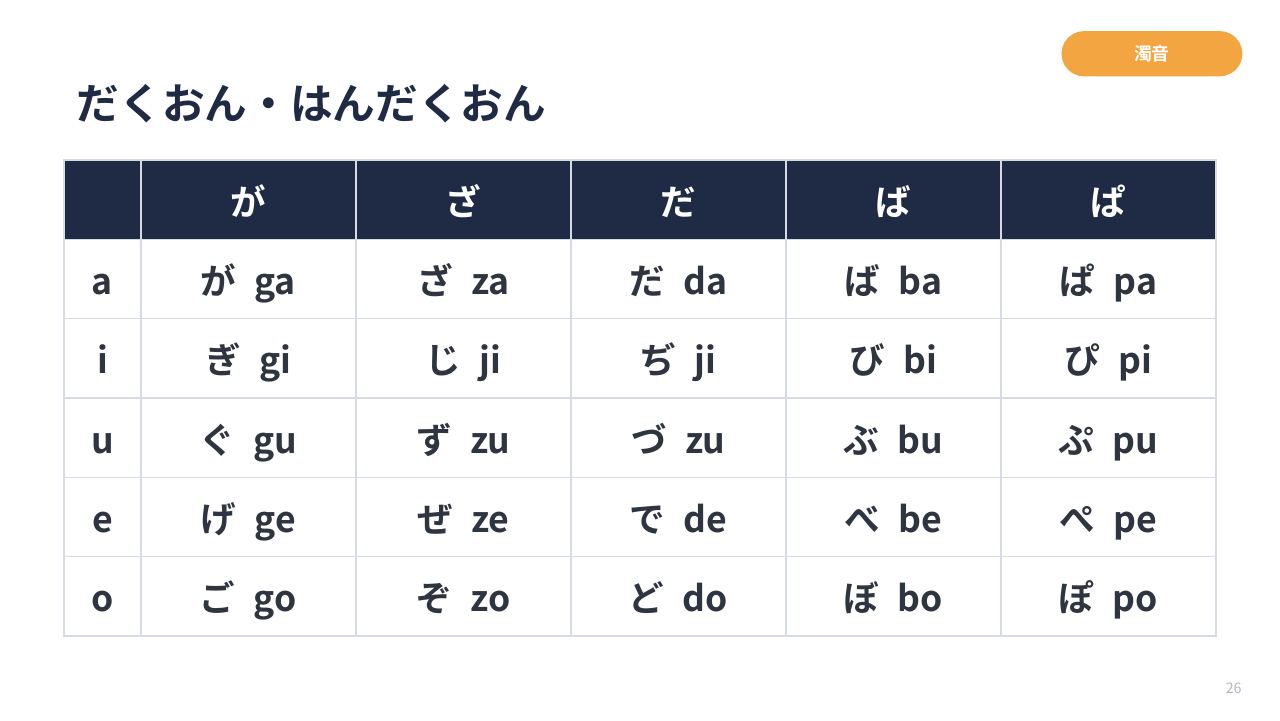 濁音
だくおん・はんだくおん
が ざ だ ば ぱ
a が ga ざ za だ da ば ba ぱ pa
i ぎ gi じ ji ぢ ji び bi ぴ pi
u ぐ gu ず zu づ zu ぶ bu ぷ pu
e げ ge ぜ ze で de べ be ぺ pe
o ご go ぞ zo ど do ぼ bo ぽ po
26